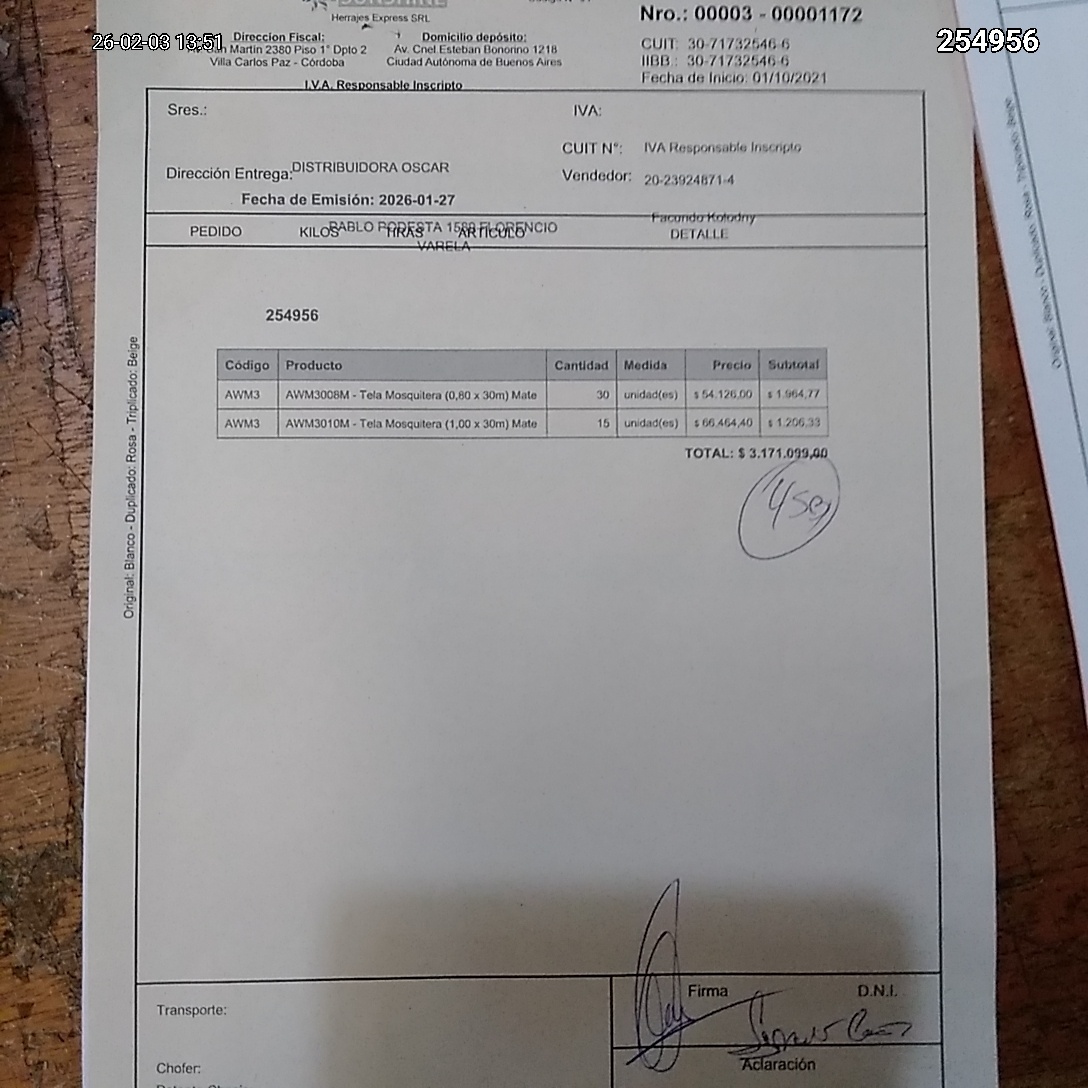 Herrajes Express SRL
Nro.: 00003 - 00001172
26-02-03 13:51
254956
Direccion Fiscal:
Martin 2380 Piso 1° Dpto 2
Villa Carlos Paz - Córdoba
Domicilio depósito:
Av. Cnel.Esteban Bonorino 1218
Ciudad Autónoma de Buenos Aires
CUIT: 30-71732546-6
IIBB.: 30-71732546-6
Fecha de Inicio: 01/10/2021
I.V.A. Responsable Inscripto
Sres.:
IVA:
CUIT N°: IVA Responsable Inscripto
Dirección Entrega: DISTRIBUIDORA OSCAR
Vendedor: 20-23924871-4
Fecha de Emisión: 2026-01-27
Facundo Kolodny
PABLO PODESTA 1580 FLORENCIO
VARELA
PEDIDO KILOS TIRAS ARTICULO DETALLE
254956
Código Producto Cantidad Medida Precio Subtotal
AWM3 AWM3008M - Tela Mosquitera (0,80 x 30m) Mate 30 unidad(es) $ 54.126,00 $ 1.964,77
AWM3 AWM3010M - Tela Mosquitera (1,00 x 30m) Mate 15 unidad(es) $ 66.464,40 $ 1.206,33
TOTAL: $ 3.171.099,00
Original: Blanco - Duplicado: Rosa - Triplicado: Beige
Original: Blanco - Duplicado: Rosa - Triplicado: Beige
Transporte:
Firma
D.N.I.
Aclaración
Chofer: